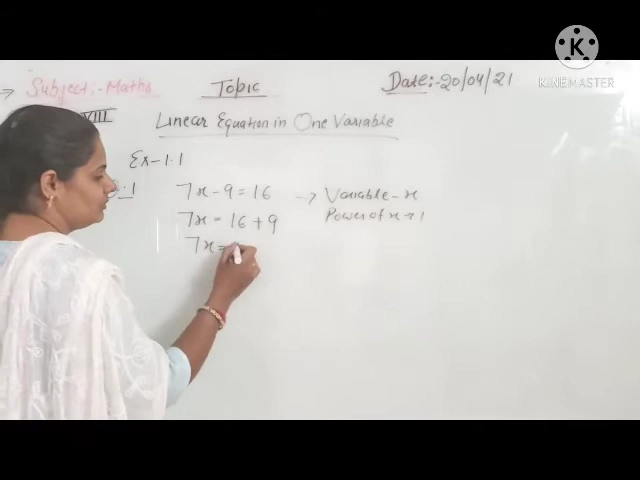 → Subject:- Maths Topic Date:- 20/04/21
VIII Linear Equation in One Variable
Ex-1.1
.1 7x - 9 = 16 → Variable - x
7x = 16 + 9 Power of x → 1
7x =
K
KINEMASTER